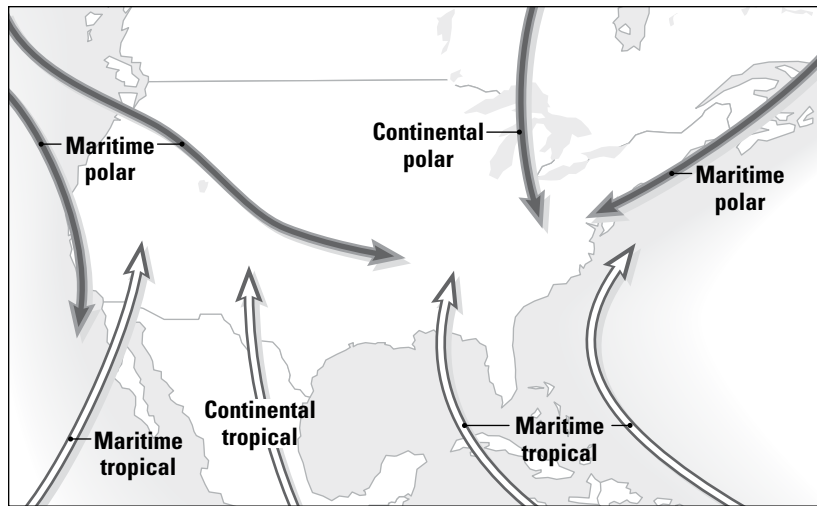 Maritime
polar
Continental
polar
Maritime
polar
Maritime
tropical
Continental
tropical
Maritime
tropical